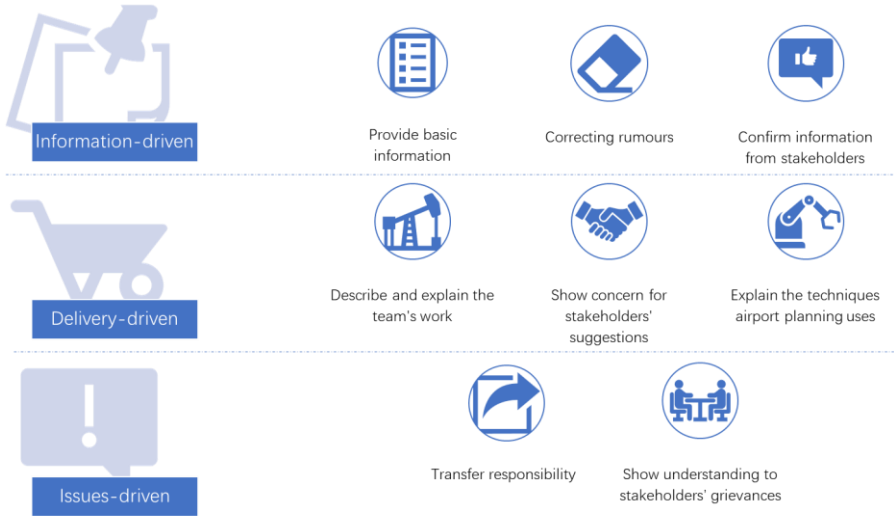 Information-driven
Provide basic
information
Correcting rumours
Confirm information
from stakeholders
Delivery-driven
Describe and explain the
team's work
Show concern for
stakeholders'
suggestions
Explain the techniques
airport planning uses
Issues-driven
Transfer responsibility
Show understanding to
stakeholders' grievances